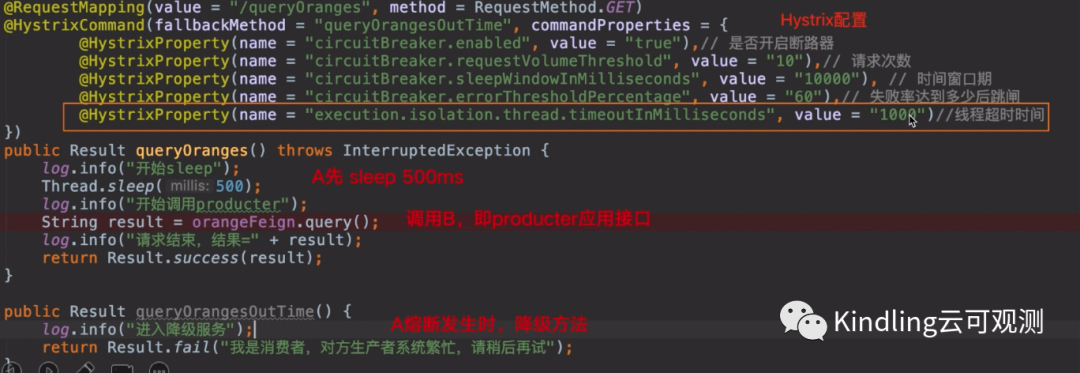 @RequestMapping(value = "/queryOranges", method = RequestMethod.GET)
Hystrix配置
@HystrixCommand(fallbackMethod = "queryOrangesOutTime", commandProperties = {
@HystrixProperty(name = "circuitBreaker.enabled", value = "true"),// 是否开启断路器
@HystrixProperty(name = "circuitBreaker.requestVolumeThreshold", value = "10"),// 请求次数
@HystrixProperty(name = "circuitBreaker.sleepWindowInMilliseconds", value = "10000"), // 时间窗口期
@HystrixProperty(name = "circuitBreaker.errorThresholdPercentage", value = "60"),// 失败率达到多少后跳闸
@HystrixProperty(name = "execution.isolation.thread.timeoutInMilliseconds", value = "1000")//线程超时时间
})
public Result queryOranges() throws InterruptedException {
log.info("开始sleep");
A先 sleep 500ms
Thread.sleep( millis: 500);
log.info("开始调用producter");
String result = orangeFeign.query();
调用B，即producter应用接口
log.info("请求结束，结果=" + result);
return Result.success(result);
}
public Result queryOrangesOutTime() {
log.info("进入降级服务");
A熔断发生时，降级方法
Kindling云可观测
return Result.fail("我是消费者，对方生产者系统繁忙，请稍后再试");
}